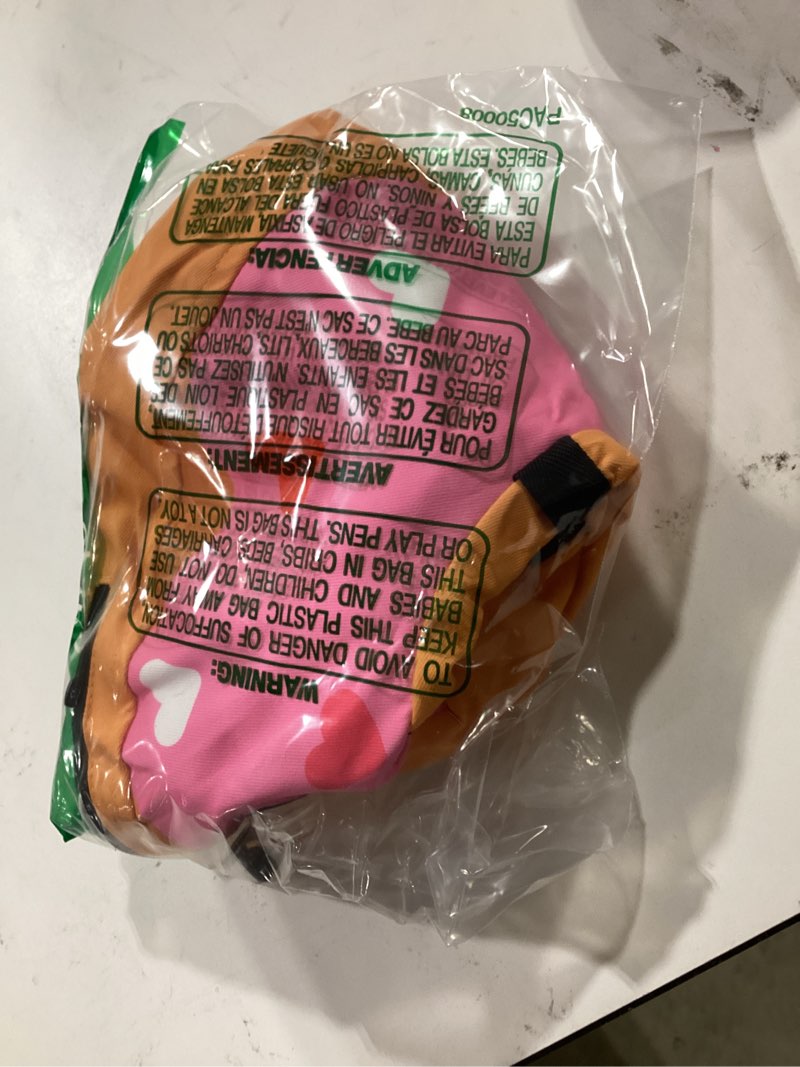 WARNING:
TO AVOID DANGER OF SUFFOCATION,
KEEP THIS PLASTIC BAG AWAY FROM
BABIES AND CHILDREN. DO NOT USE
THIS BAG IN CRIBS, BEDS, CARRIAGES
OR PLAY PENS. THIS BAG IS NOT A TOY.
AVERTISSEMENT:
POUR ÉVITER TOUT RISQUE ETOUFFEMENT,
GARDEZ CE SAC EN PLASTIQUE LOIN DES
BEBES ET LES ENFANTS. N'UTILISEZ PAS CE
SAC DANS LES BERCEAUX, LITS, CHARIOTS OU
PARC AU BEBE. CE SAC N'EST PAS UN JOUET.
ADVERTENCIA:
PARA EVITAR EL PELIGRO DE ASFIXIA, MANTENGA
ESTA BOLSA DE PLASTICO FUERA DEL ALCANCE
DE BEBES NINOS. NO USAR ESTA BOLSA EN
CUNAS, CAMAS, CARRIOLAS O CORRALES PARA
BEBES. ESTA BOLSA NO ES UN JUGUETE
PAC50008